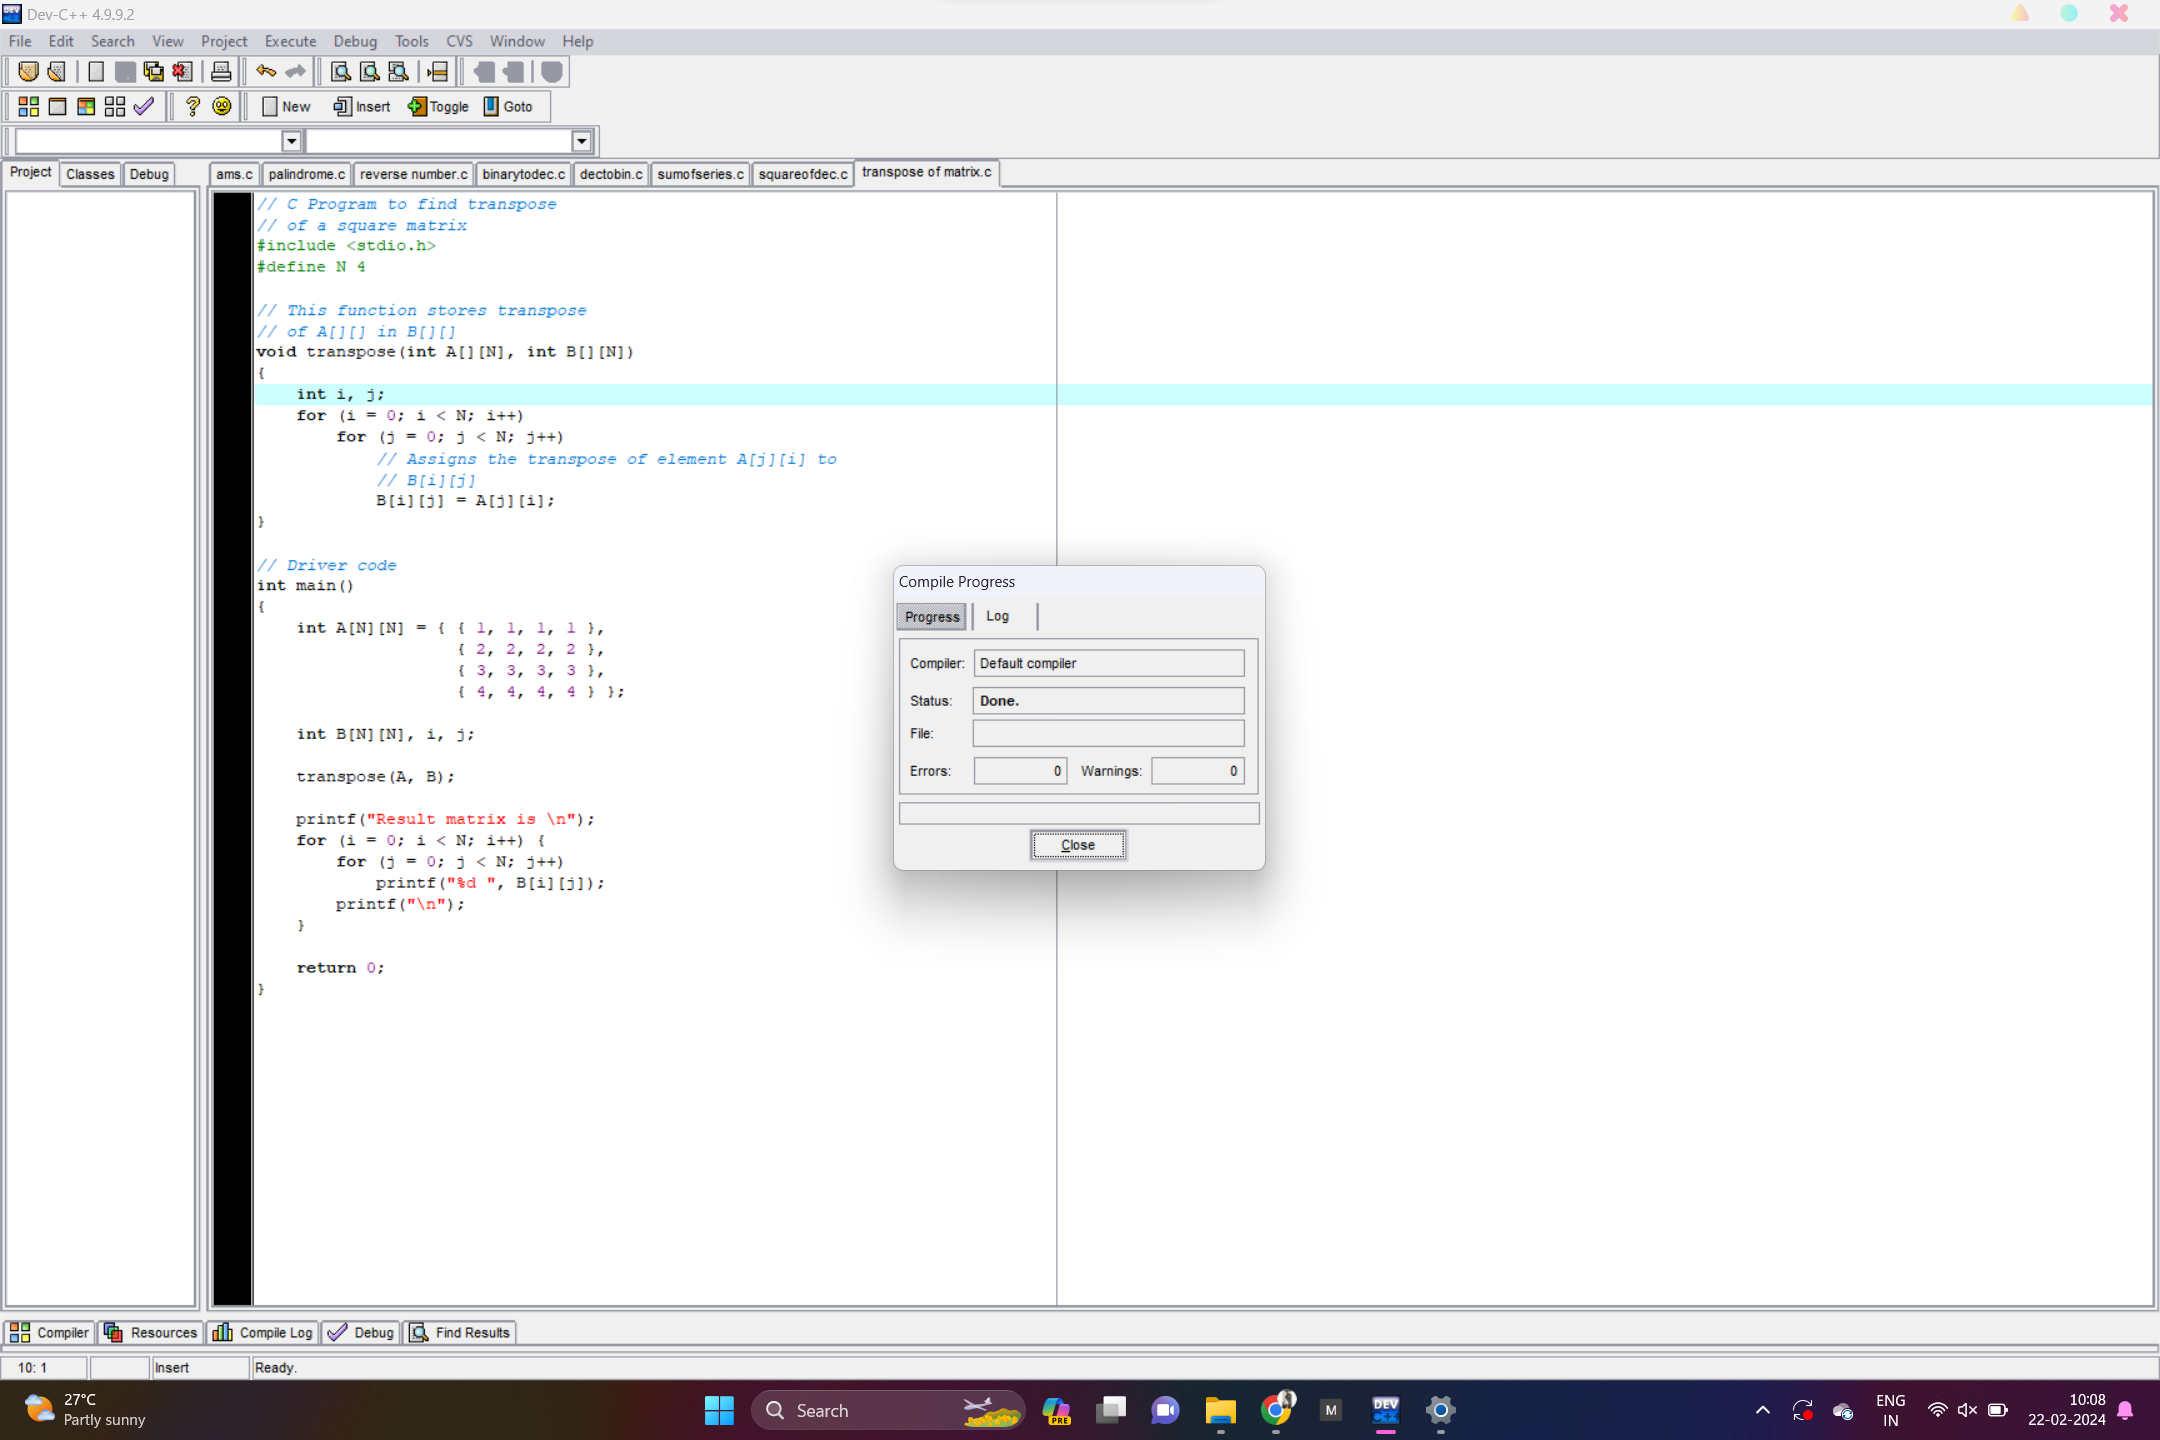 Dev-C++ 4.9.9.2
File Edit Search View Project Execute Debug Tools CVS Window Help
New Insert Toggle Goto
Project Classes Debug
ams.c palindrome.c reverse number.c binarytodec.c dectobin.c sumofseries.c squareofdec.c transpose of matrix.c
// C Program to find transpose
// of a square matrix
#include <stdio.h>
#define N 4
// This function stores transpose
// of A[][] in B[][]
void transpose(int A[][N], int B[][N])
{
int i, j;
for (i = 0; i < N; i++)
for (j = 0; j < N; j++)
// Assigns the transpose of element A[j][i] to
// B[i][j]
B[i][j] = A[j][i];
}
// Driver code
int main()
{
int A[N][N] = { { 1, 1, 1, 1 },
{ 2, 2, 2, 2 },
{ 3, 3, 3, 3 },
{ 4, 4, 4, 4 } };
int B[N][N], i, j;
transpose(A, B);
printf("Result matrix is \n");
for (i = 0; i < N; i++) {
for (j = 0; j < N; j++)
printf("%d ", B[i][j]);
printf("\n");
}
return 0;
}
Compile Progress
Progress Log
Compiler: Default compiler
Status: Done.
File:
Errors: 0 Warnings: 0
Close
Compiler Resources Compile Log Debug Find Results
10: 1 Insert Ready.
27°C
Partly sunny
Search
PRE
M
DEV
C++
ENG
IN
10:08
22-02-2024